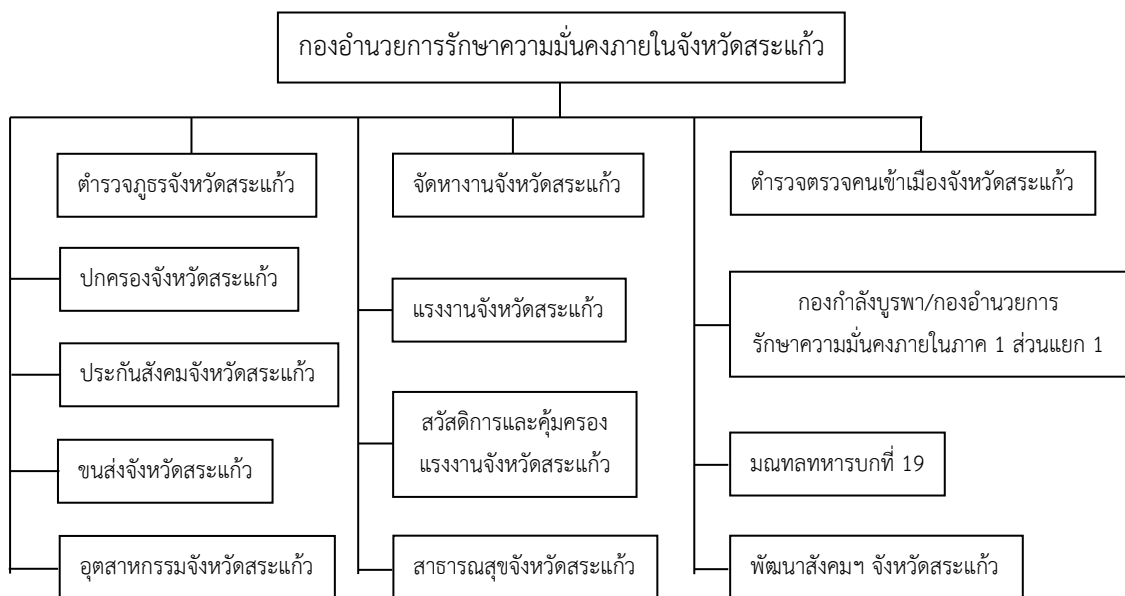 กองอำนวยการรักษาความมั่นคงภายในจังหวัดสระแก้ว
ตำรวจภูธรจังหวัดสระแก้ว
ปกครองจังหวัดสระแก้ว
ประกันสังคมจังหวัดสระแก้ว
ขนส่งจังหวัดสระแก้ว
อุตสาหกรรมจังหวัดสระแก้ว
จัดหางานจังหวัดสระแก้ว
แรงงานจังหวัดสระแก้ว
สวัสดิการและคุ้มครอง
แรงงานจังหวัดสระแก้ว
สาธารณสุขจังหวัดสระแก้ว
ตำรวจตรวจคนเข้าเมืองจังหวัดสระแก้ว
กองกำลังบูรพา/กองอำนวยการ
รักษาความมั่นคงภายในภาค 1 ส่วนแยก 1
มณฑลทหารบกที่ 19
พัฒนาสังคมฯ จังหวัดสระแก้ว